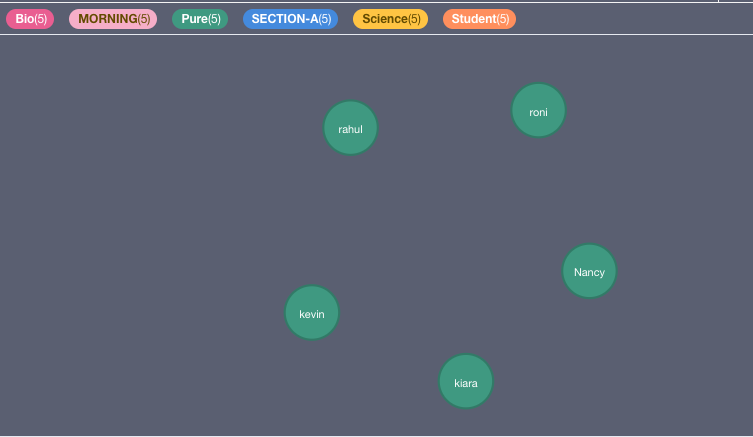 Bio(5) MORNING(5) Pure(5) SECTION-A(5) Science(5) Student(5)
roni
rahul
Nancy
kevin
kiara